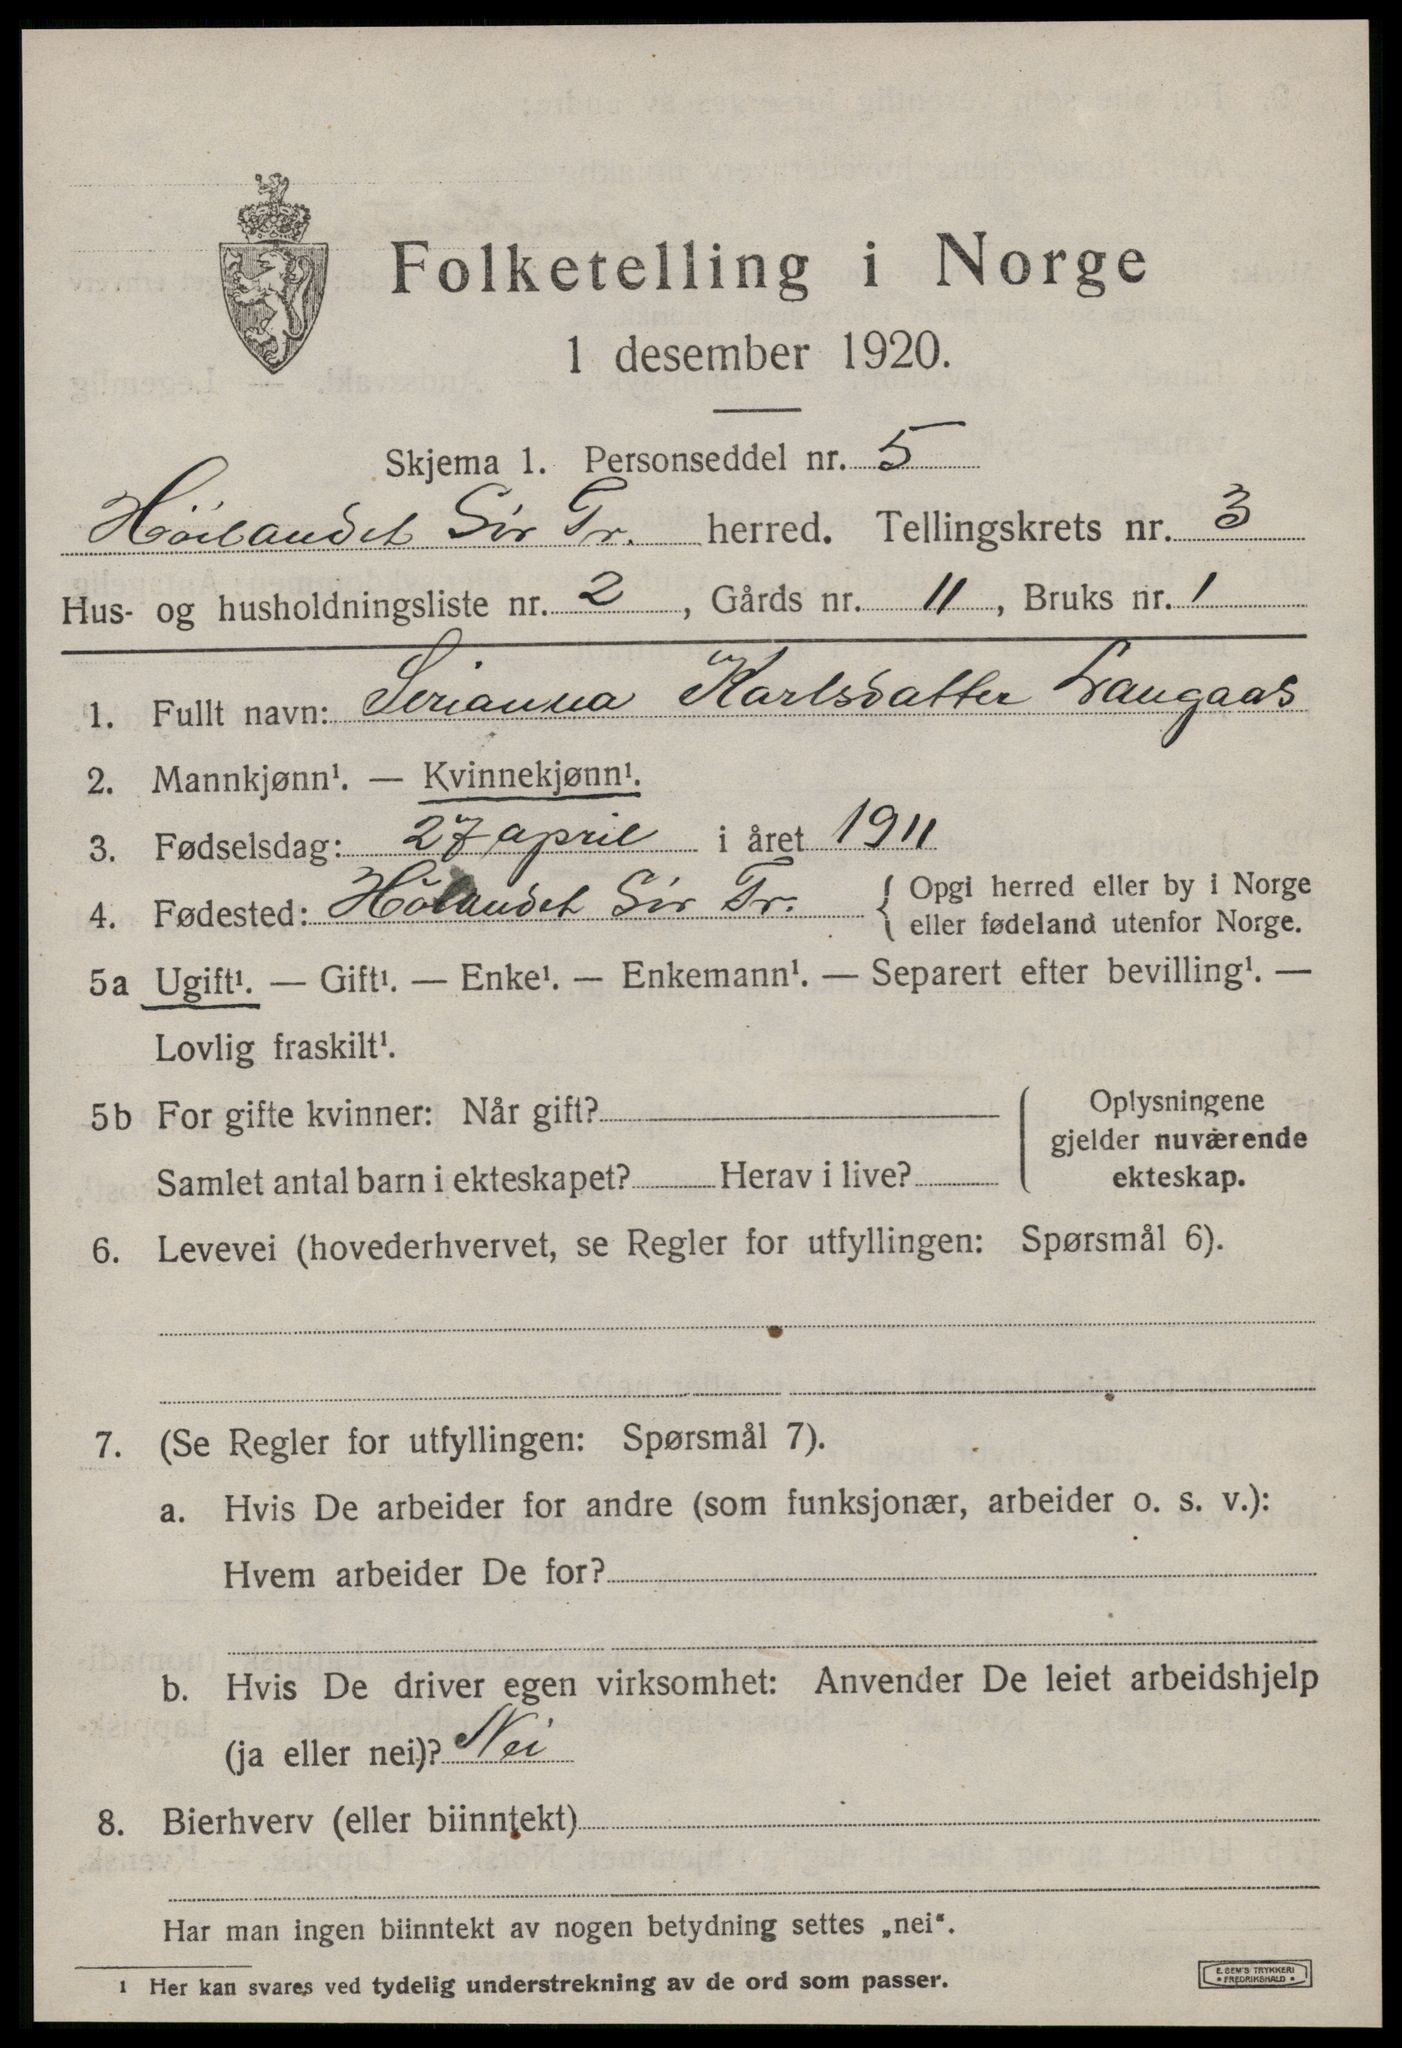 Folketelling i Norge
1 desember 1920.
Skjema 1. Personseddel nr. 5
Höilandet Sör Tr. herred. Tellingskrets nr. 3
Hus- og husholdningsliste nr. 2, Gårds nr. 11, Bruks nr. 1
1. Fullt navn: Serianna Karlsdatter Langaas
2. Mannkjønn¹. — Kvinnekjønn¹.
3. Fødselsdag: 27 april i året 1911
4. Fødested: Hölandet Sör Tr. { Opgi herred eller by i Norge
eller fødeland utenfor Norge.
5a Ugift¹. — Gift¹. — Enke¹. — Enkemann¹. — Separert efter bevilling¹. —
Lovlig fraskilt¹.
5b For gifte kvinner: Når gift?
Samlet antal barn i ekteskapet? Herav i live?
Oplysningene
gjelder nuværende
ekteskap.
6. Levevei (hovederhvervet, se Regler for utfyllingen: Spørsmål 6).
7. (Se Regler for utfyllingen: Spørsmål 7).
a. Hvis De arbeider for andre (som funksjonær, arbeider o. s. v.):
Hvem arbeider De for?
b. Hvis De driver egen virksomhet: Anvender De leiet arbeidshjelp
(ja eller nei)? Nei
8. Bierhverv (eller biinntekt)
Har man ingen biinntekt av nogen betydning settes „nei“.
1 Her kan svares ved tydelig understrekning av de ord som passer.
E. SEM'S TRYKKERI
* FREDRIKSHALD *